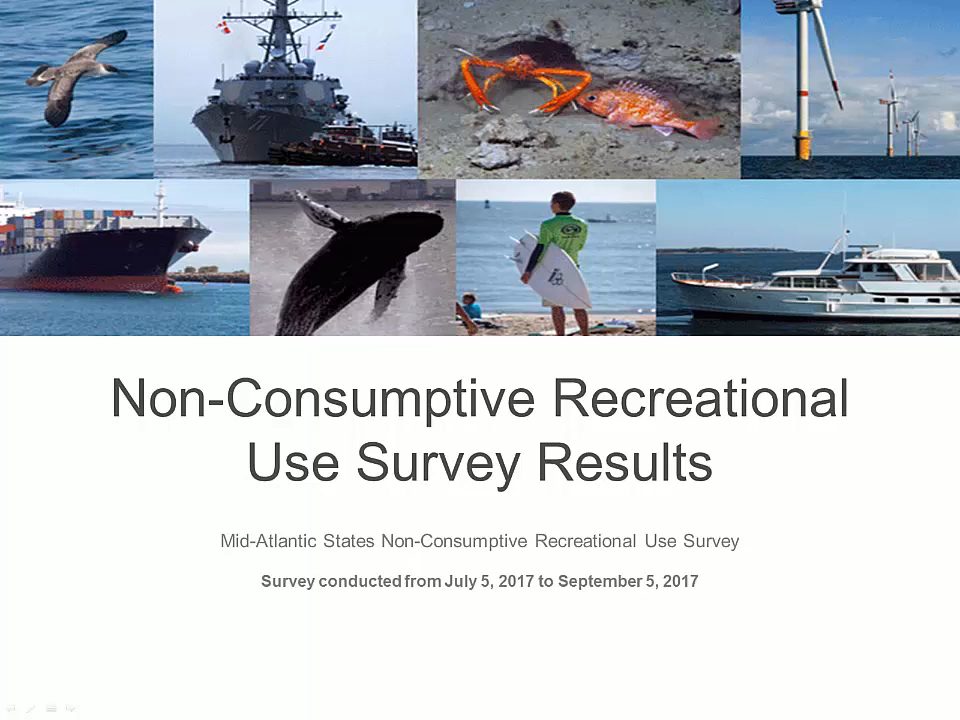 77
Non-Consumptive Recreational
Use Survey Results
Mid-Atlantic States Non-Consumptive Recreational Use Survey
Survey conducted from July 5, 2017 to September 5, 2017